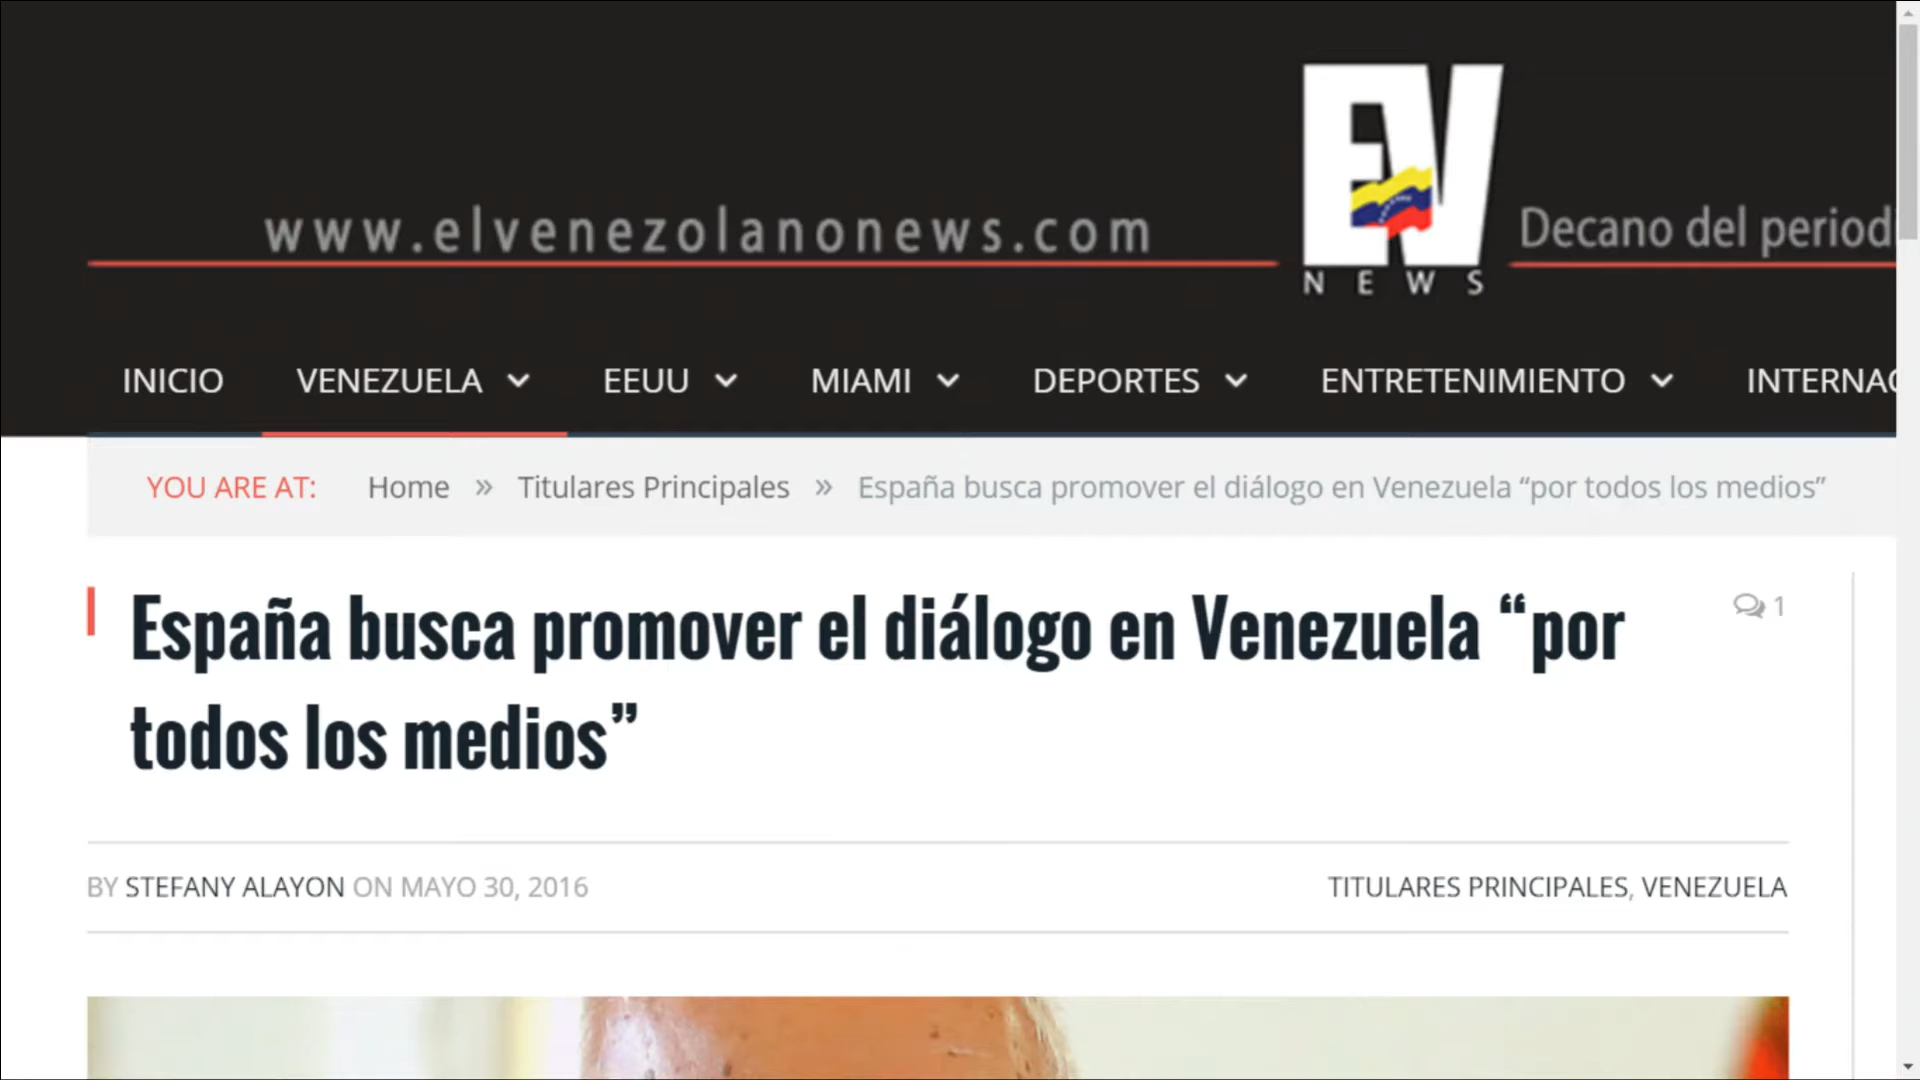 www.elvenezolanonews.com
EV
NEWS
Decano del period
INICIO VENEZUELA EEUU MIAMI DEPORTES ENTRETENIMIENTO INTERNAC
YOU ARE AT: Home » Titulares Principales » España busca promover el diálogo en Venezuela “por todos los medios”
España busca promover el diálogo en Venezuela “por
todos los medios”
1
BY STEFANY ALAYON ON MAYO 30, 2016
TITULARES PRINCIPALES, VENEZUELA